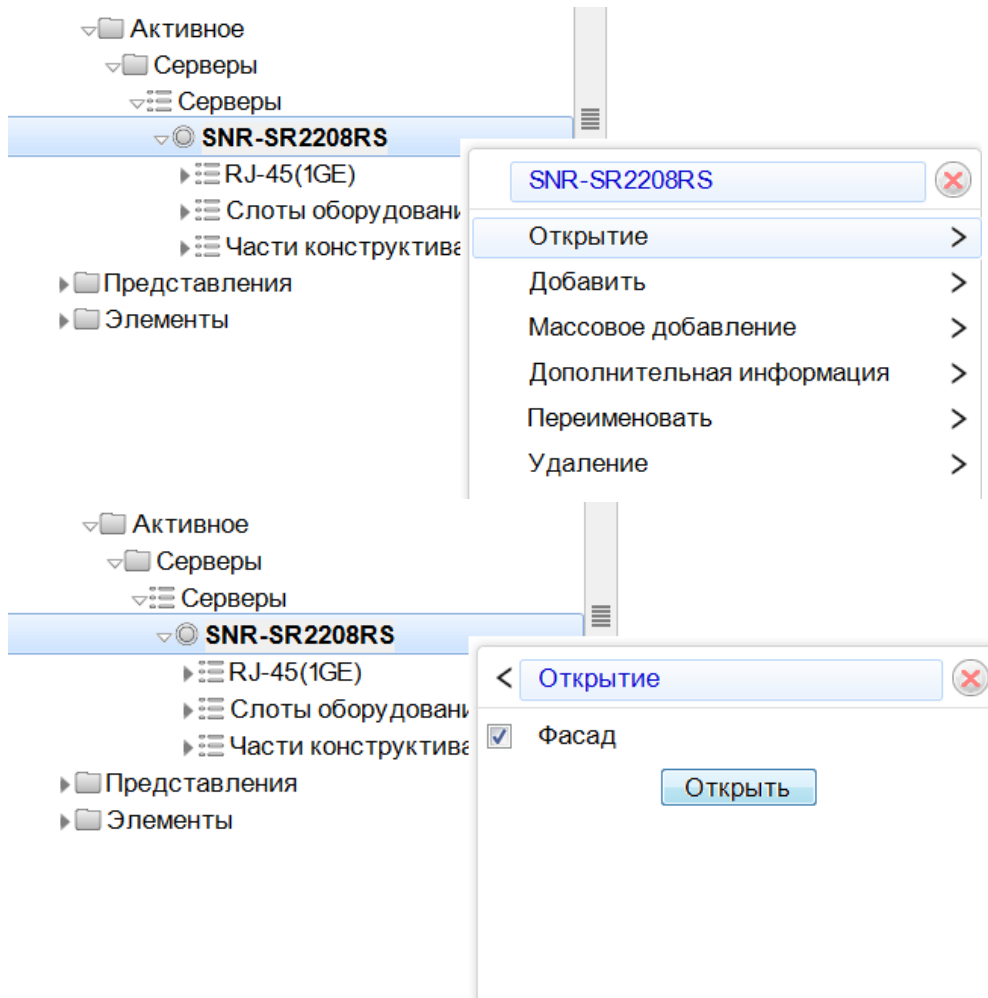 Активное
Серверы
Серверы
SNR-SR2208RS
RJ-45(1GE)
Слоты оборудовани
Части конструктива
Представления
Элементы
SNR-SR2208RS
Открытие
Добавить
Массовое добавление
Дополнительная информация
Переименовать
Удаление
Активное
Серверы
Серверы
SNR-SR2208RS
RJ-45(1GE)
Слоты оборудовани
Части конструктива
Представления
Элементы
Открытие
Фасад
Открыть